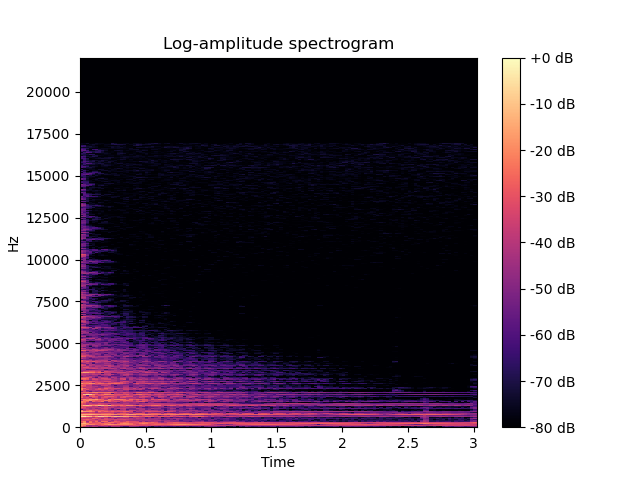 Log-amplitude spectrogram
Hz
20000
17500
15000
12500
10000
7500
5000
2500
0
0 0.5 1 1.5 2 2.5 3
Time
+0 dB
-10 dB
-20 dB
-30 dB
-40 dB
-50 dB
-60 dB
-70 dB
-80 dB